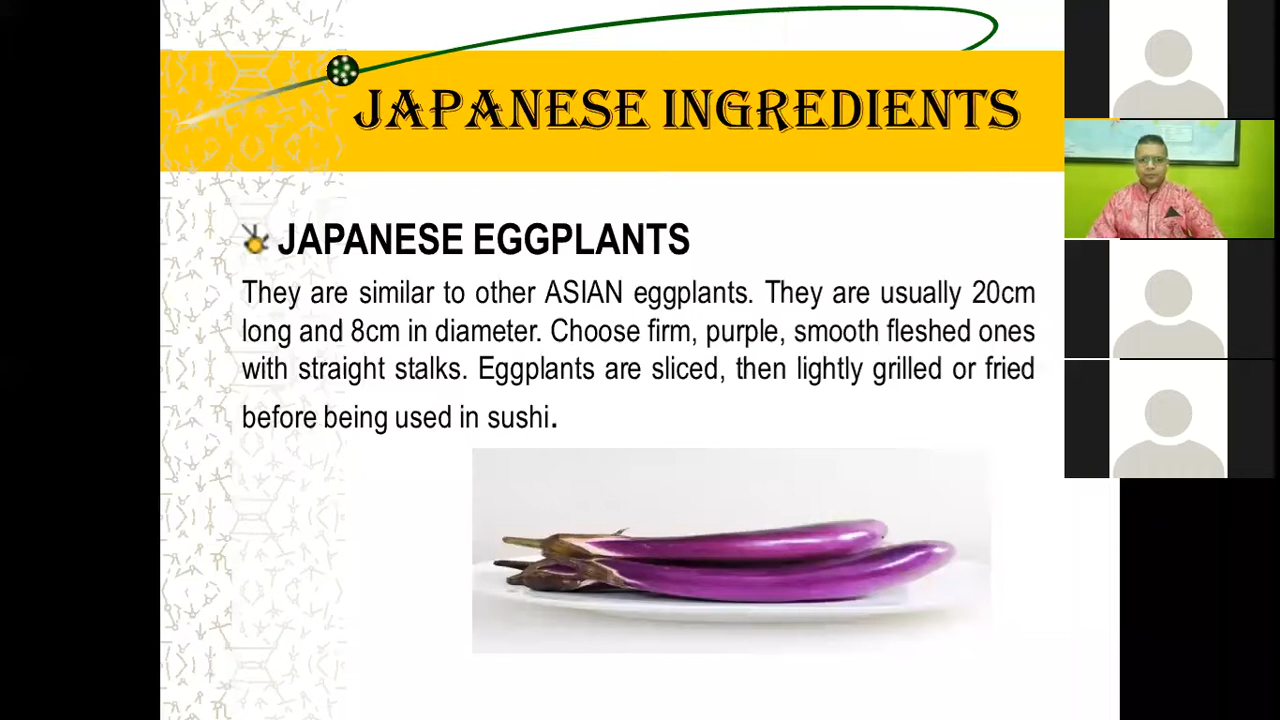 JAPANESE INGREDIENTS
JAPANESE EGGPLANTS
They are similar to other ASIAN eggplants. They are usually 20cm
long and 8cm in diameter. Choose firm, purple, smooth fleshed ones
with straight stalks. Eggplants are sliced, then lightly grilled or fried
before being used in sushi.